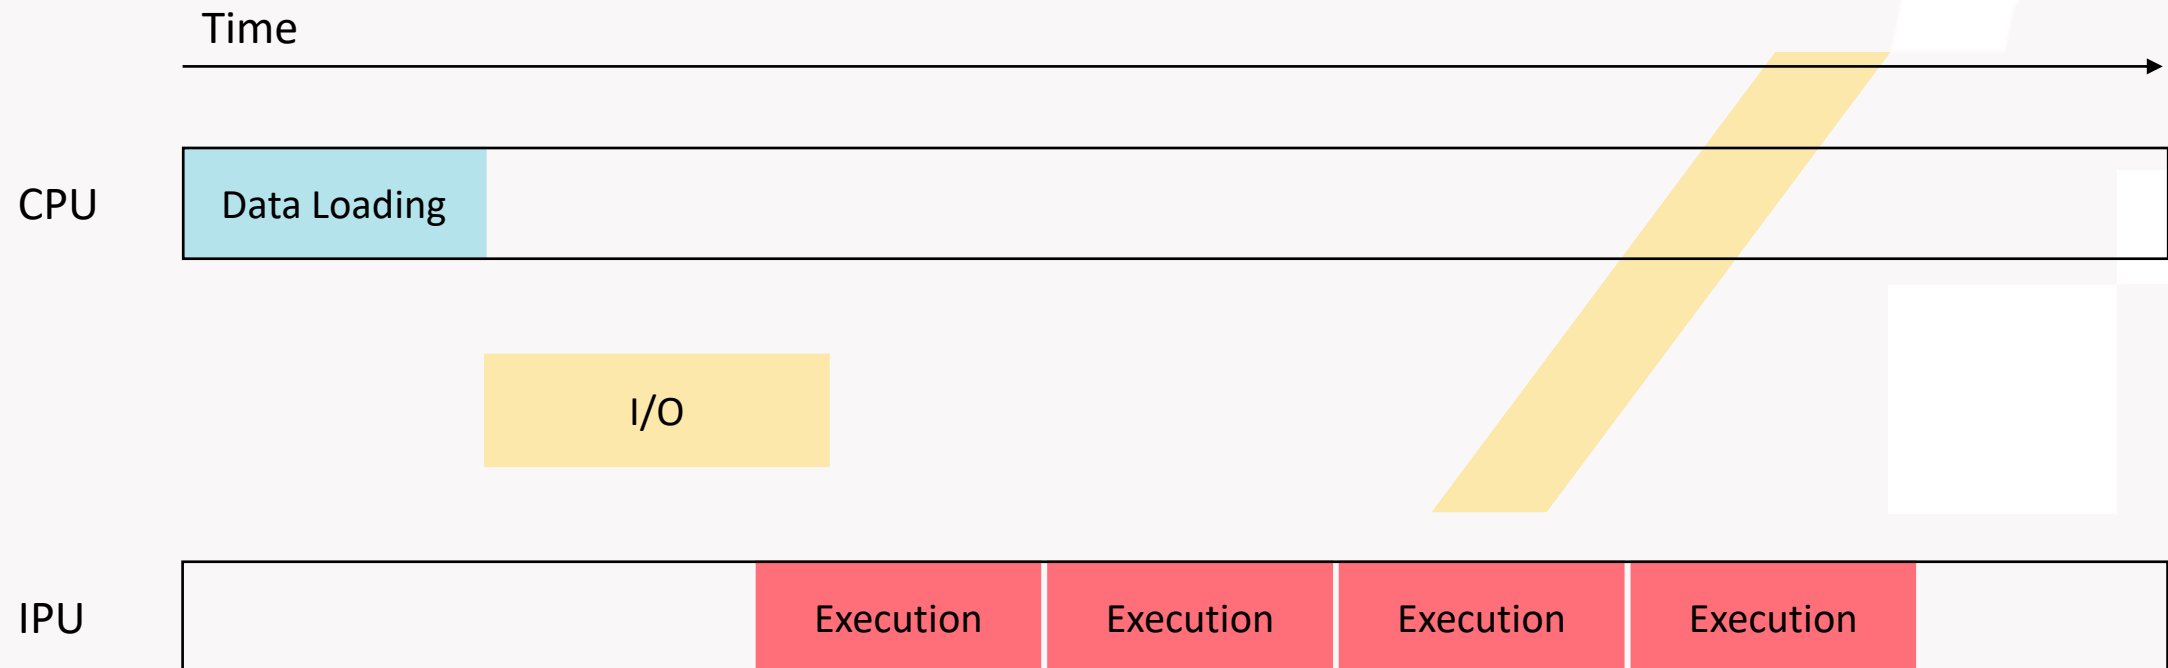 Time
CPU
Data Loading
I/O
IPU
Execution
Execution
Execution
Execution